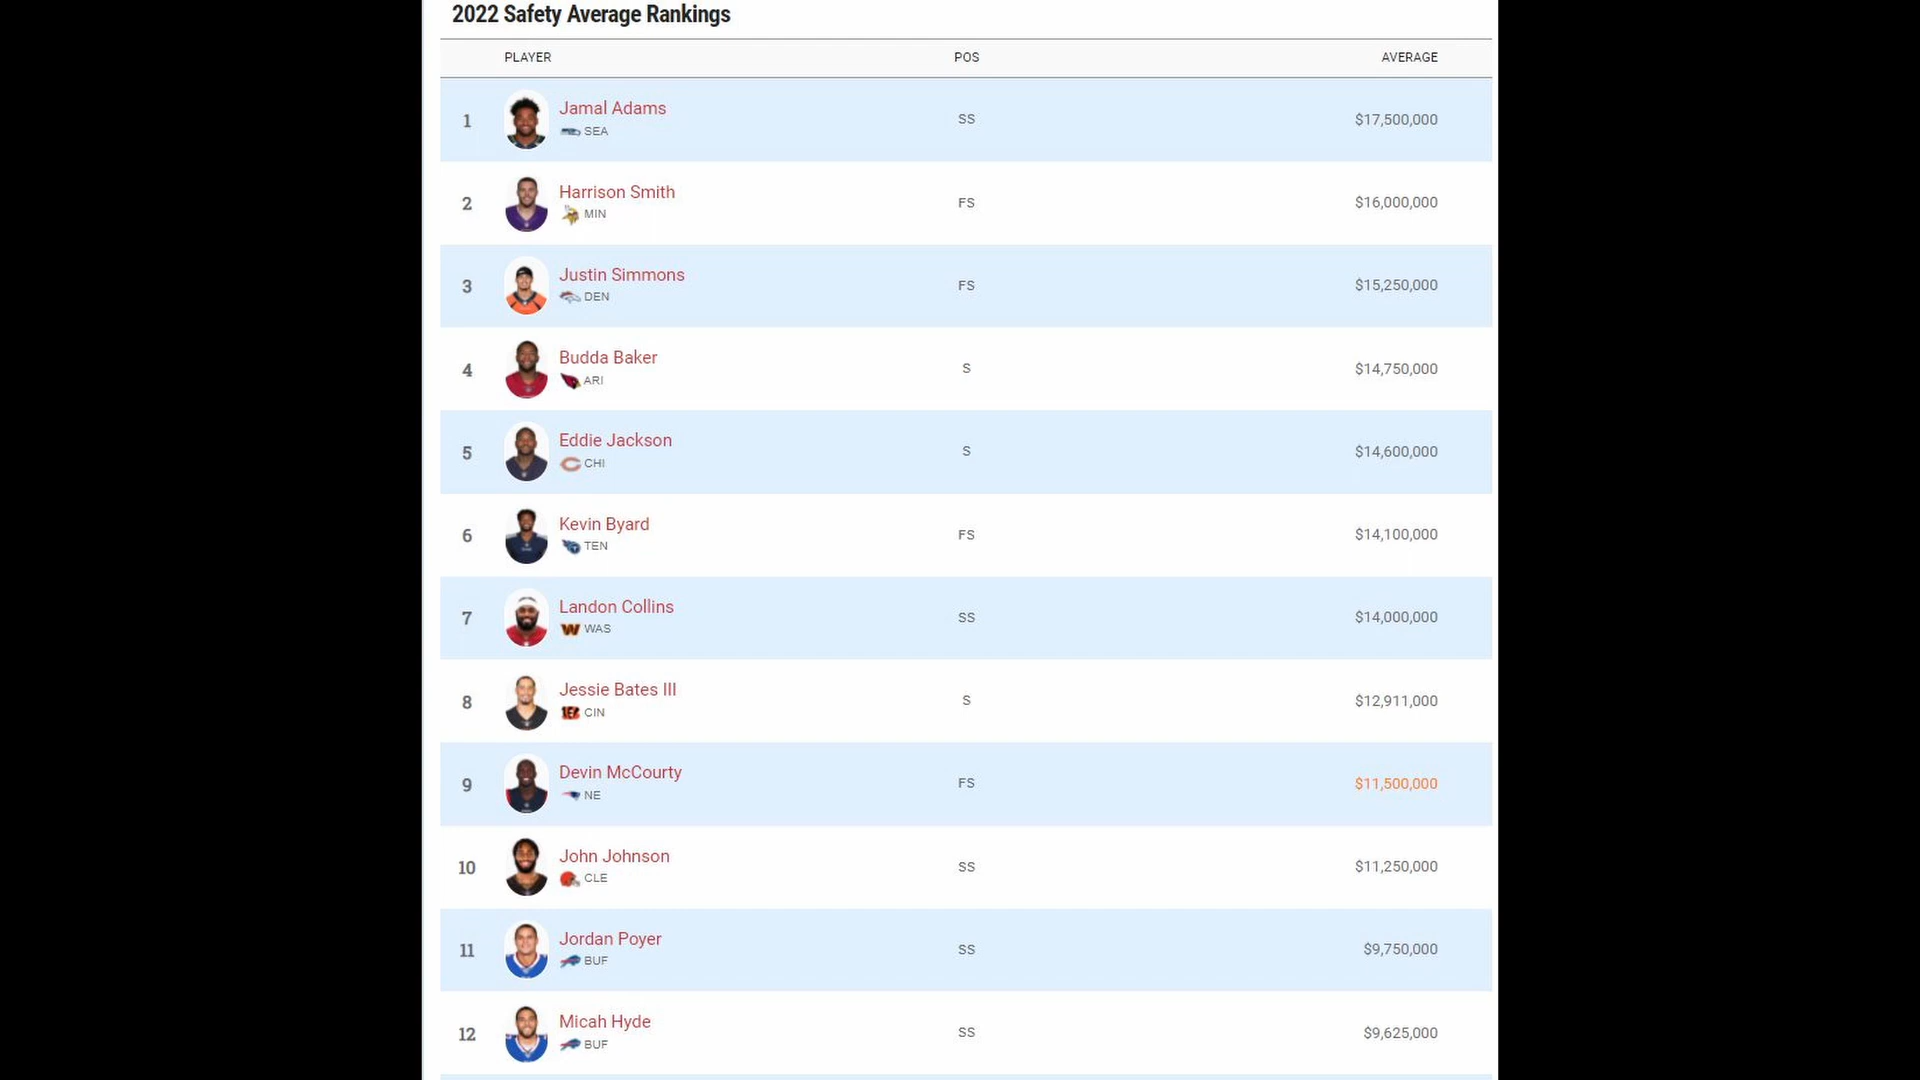 2022 Safety Average Rankings
PLAYER POS AVERAGE
1 Jamal Adams SS $17,500,000
SEA
2 Harrison Smith FS $16,000,000
MIN
3 Justin Simmons FS $15,250,000
DEN
4 Budda Baker S $14,750,000
ARI
5 Eddie Jackson S $14,600,000
CHI
6 Kevin Byard FS $14,100,000
TEN
7 Landon Collins SS $14,000,000
W WAS
8 Jessie Bates III S $12,911,000
CIN
9 Devin McCourty FS $11,500,000
NE
10 John Johnson SS $11,250,000
CLE
11 Jordan Poyer SS $9,750,000
BUF
12 Micah Hyde SS $9,625,000
BUF